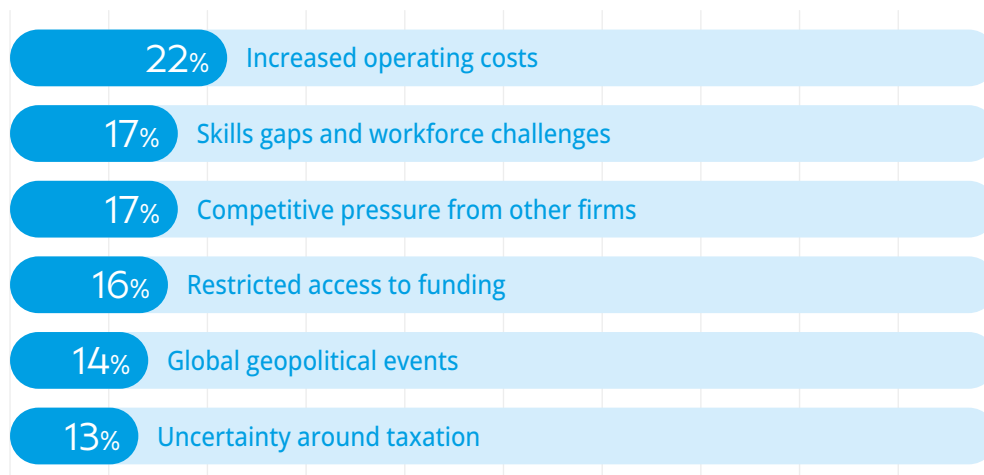 22% Increased operating costs
17% Skills gaps and workforce challenges
17% Competitive pressure from other firms
16% Restricted access to funding
14% Global geopolitical events
13% Uncertainty around taxation